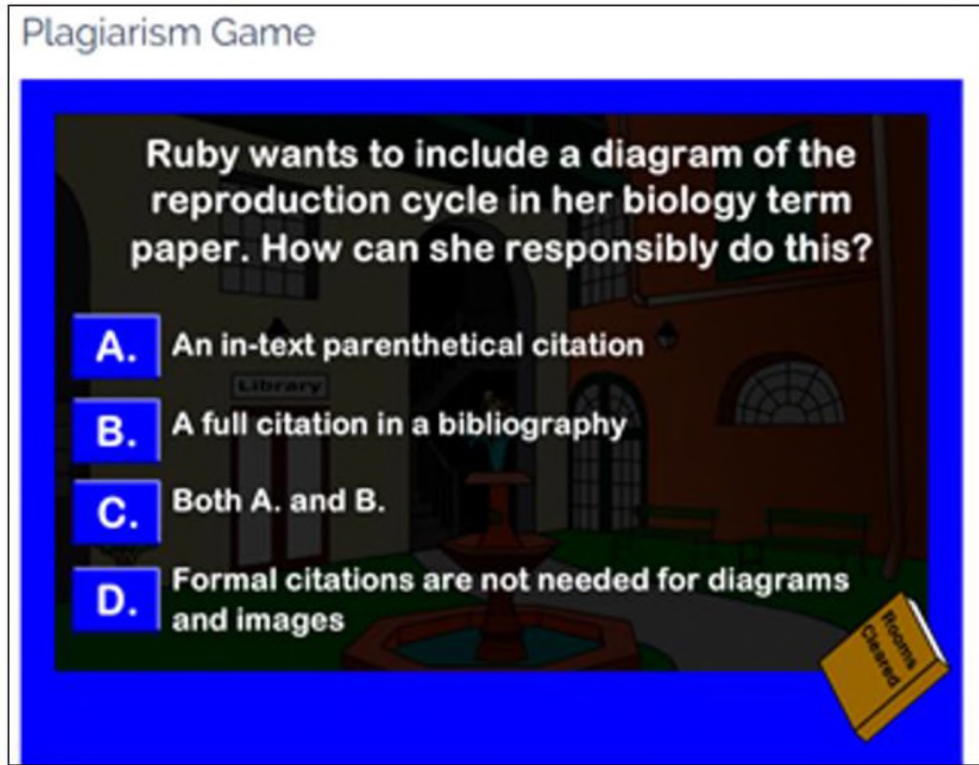 Plagiarism Game
Ruby wants to include a diagram of the
reproduction cycle in her biology term
paper. How can she responsibly do this?
A. An in-text parenthetical citation
Library
B. A full citation in a bibliography
C. Both A. and B.
D. Formal citations are not needed for diagrams
and images
Rooms
Cleared